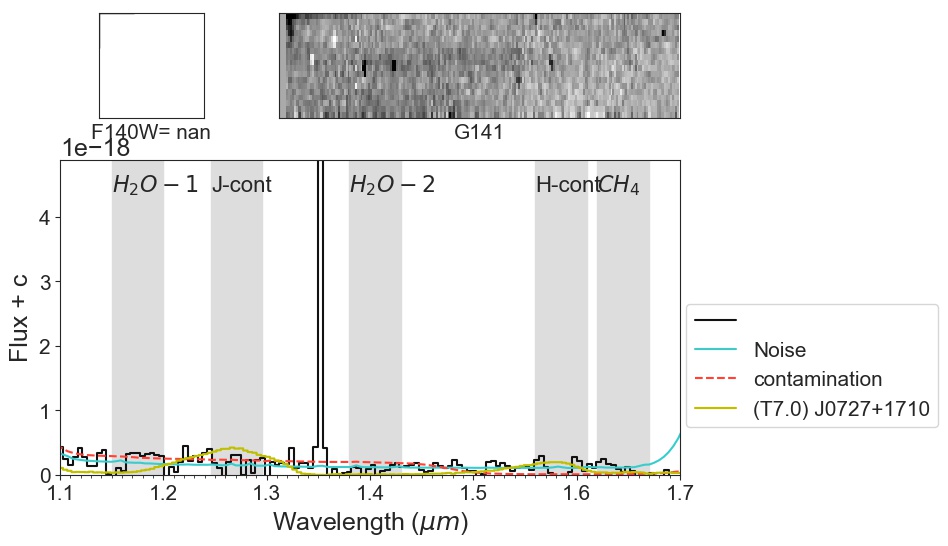 F140W= nan
G141
1e−18
H₂O − 1
J-cont
H₂O − 2
H-cont
CH₄
4
3
2
1
0
Flux + c
1.1
1.2
1.3
1.4
1.5
1.6
1.7
Wavelength (μm)
Noise
contamination
(T7.0) J0727+1710